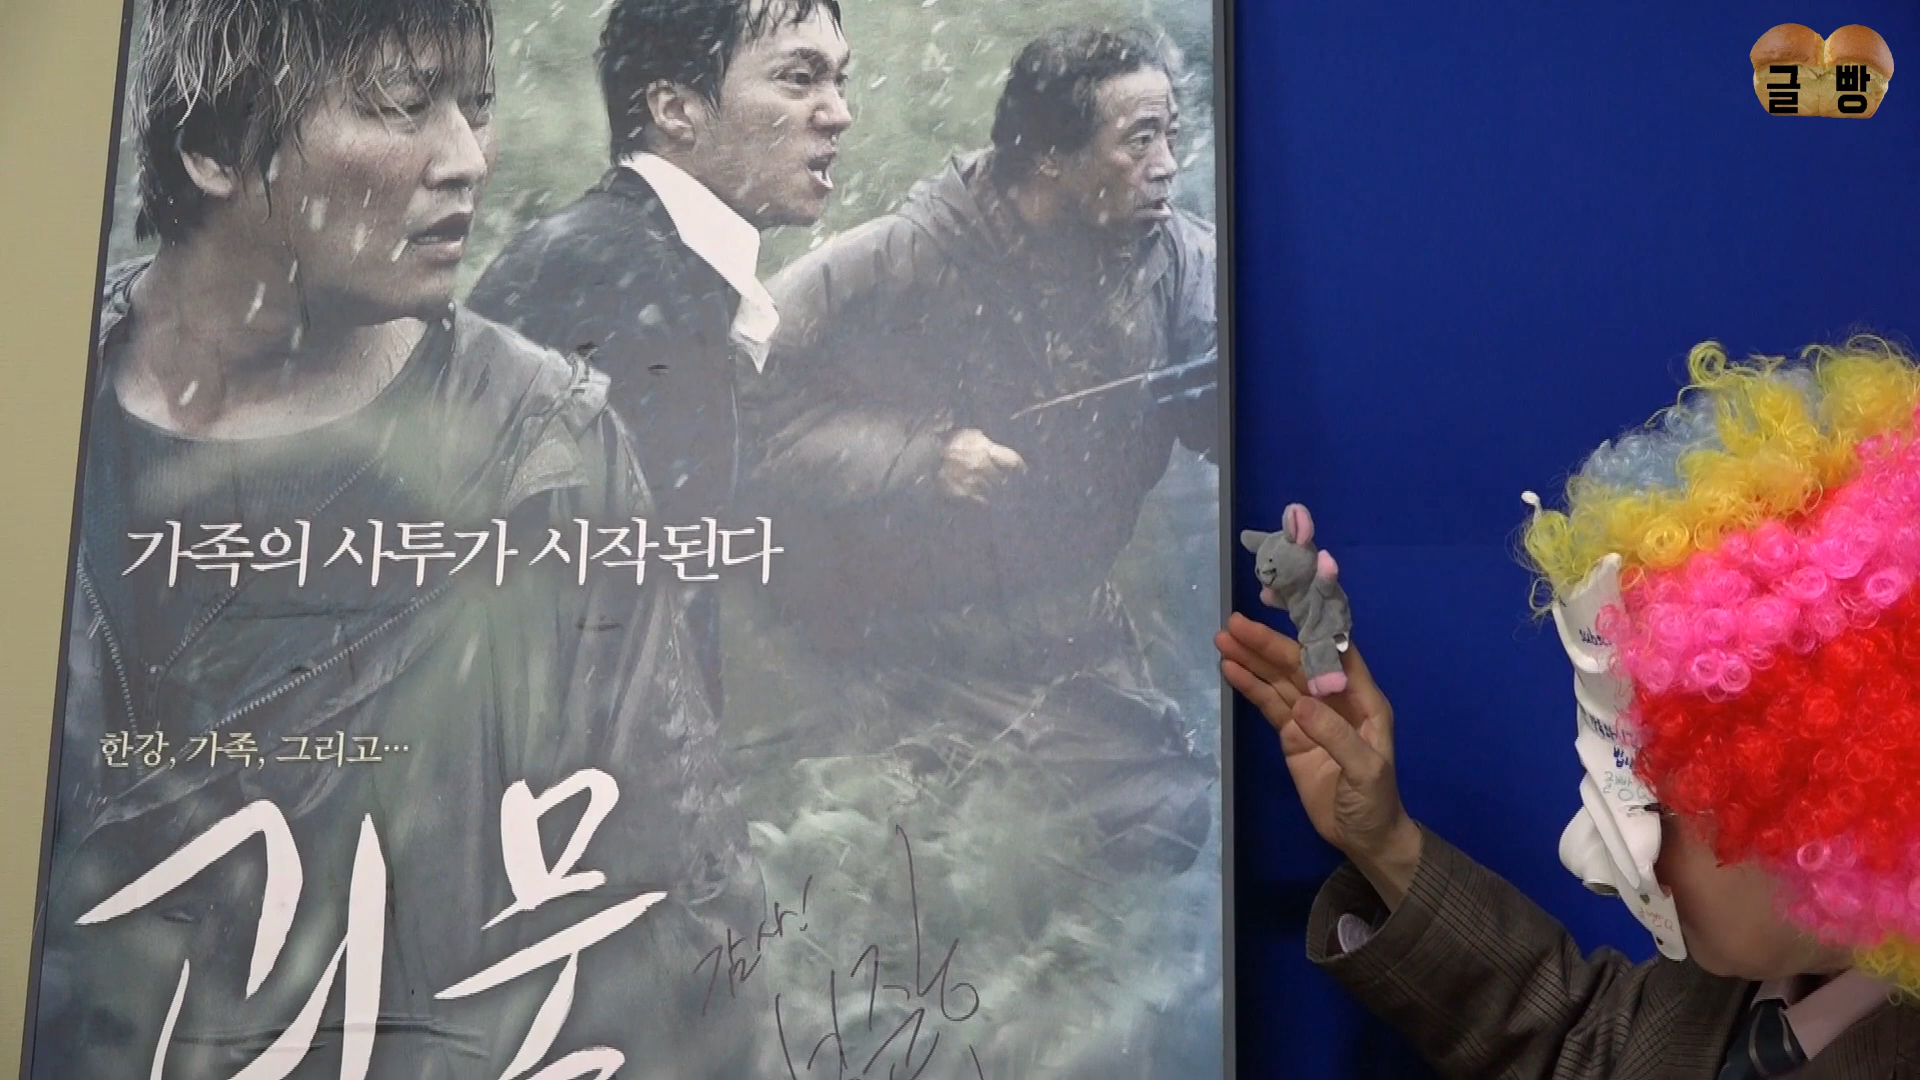 글 빵
가족의 사투가 시작된다
한강, 가족, 그리고…
괴물
감사!